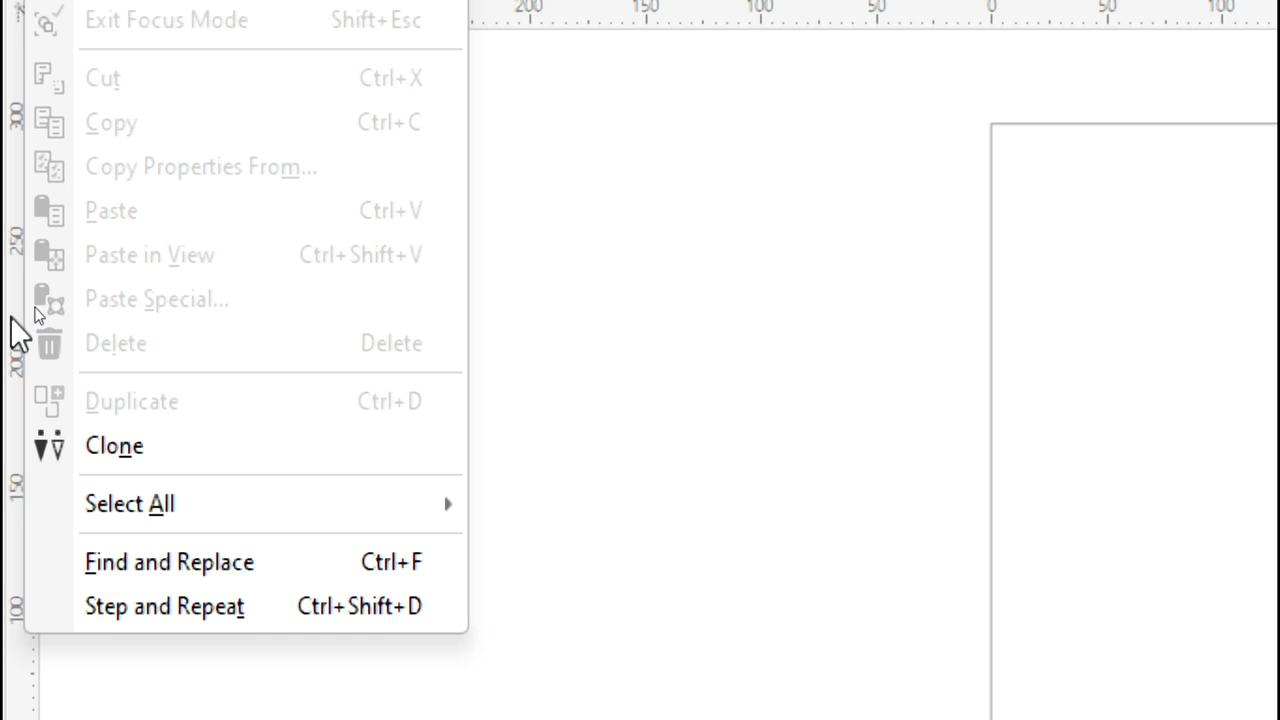 200 150 100 50 0 50 100
Exit Focus Mode Shift+Esc
Cut Ctrl+X
Copy Ctrl+C
Copy Properties From...
Paste Ctrl+V
Paste in View Ctrl+Shift+V
Paste Special...
Delete Delete
Duplicate Ctrl+D
Clone
Select All
Find and Replace Ctrl+F
Step and Repeat Ctrl+Shift+D
300
250
200
150
100